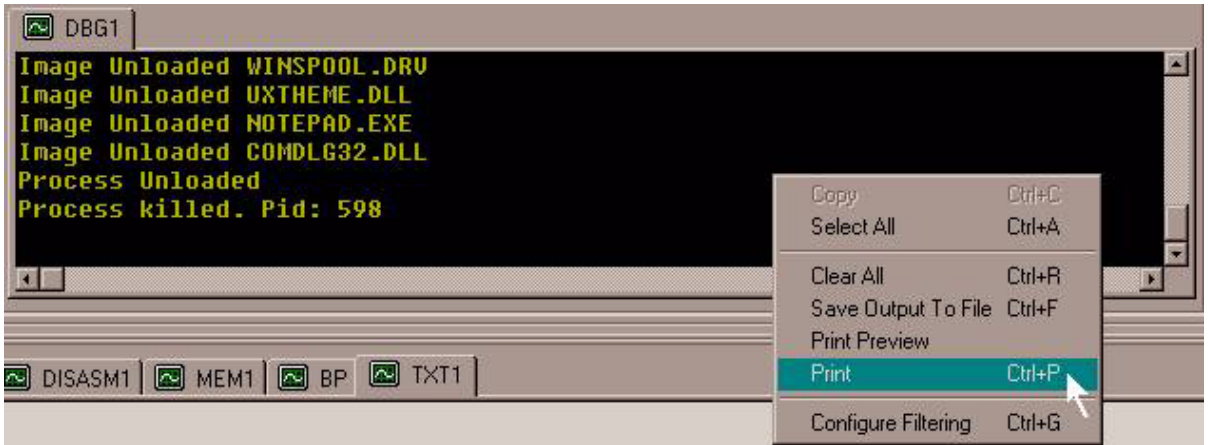 DBG1
Image Unloaded WINSPOOL.DRV
Image Unloaded UXTHEME.DLL
Image Unloaded NOTEPAD.EXE
Image Unloaded COMDLG32.DLL
Process Unloaded
Process killed. Pid: 598
Copy Ctrl+C
Select All Ctrl+A
Clear All Ctrl+R
Save Output To File Ctrl+F
Print Preview
Print Ctrl+P
Configure Filtering Ctrl+G
DISASM1 MEM1 BP TXT1